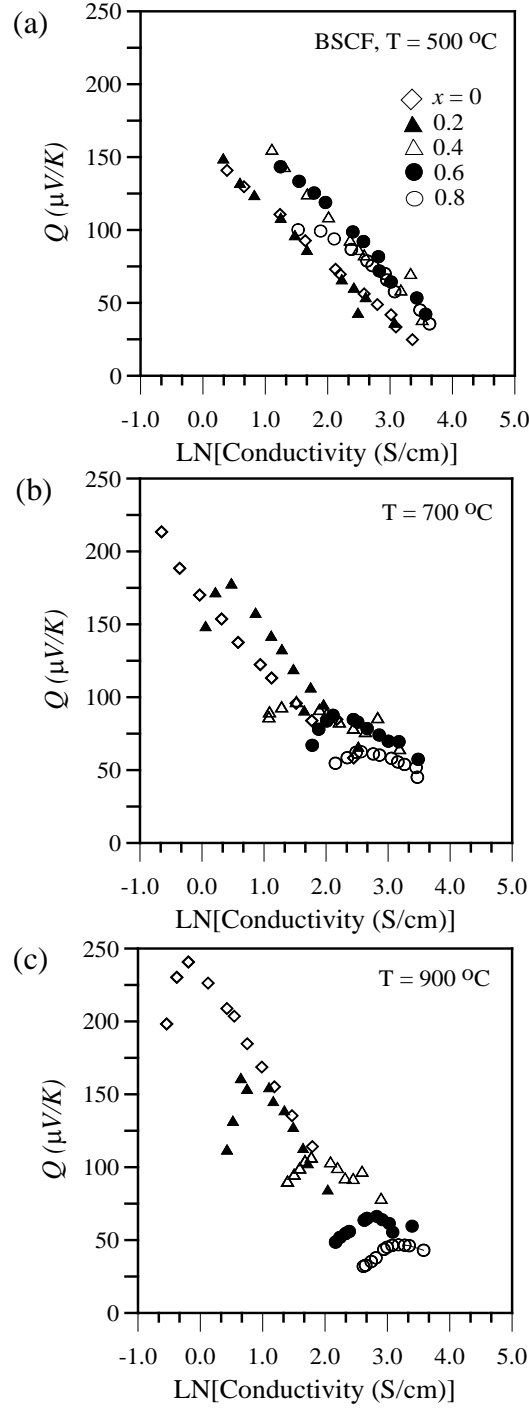 (a)
BSCF, T = 500 °C
x = 0
0.2
0.4
0.6
0.8
Q (μV/K)
250
200
150
100
50
0
-1.0 0.0 1.0 2.0 3.0 4.0 5.0
LN[Conductivity (S/cm)]
(b)
T = 700 °C
Q (μV/K)
250
200
150
100
50
0
-1.0 0.0 1.0 2.0 3.0 4.0 5.0
LN[Conductivity (S/cm)]
(c)
T = 900 °C
Q (μV/K)
250
200
150
100
50
0
-1.0 0.0 1.0 2.0 3.0 4.0 5.0
LN[Conductivity (S/cm)]